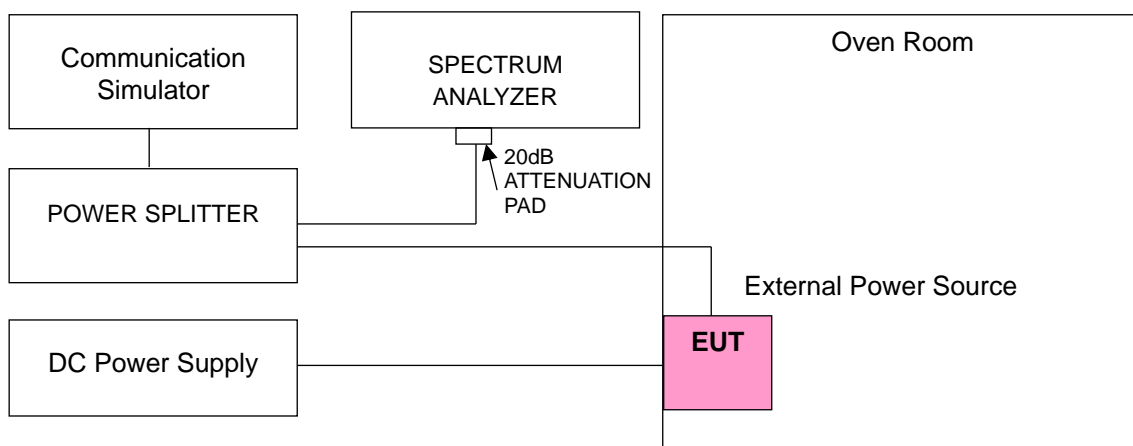 Communication
Simulator
SPECTRUM
ANALYZER
Oven Room
20dB
ATTENUATION
PAD
POWER SPLITTER
External Power Source
EUT
DC Power Supply